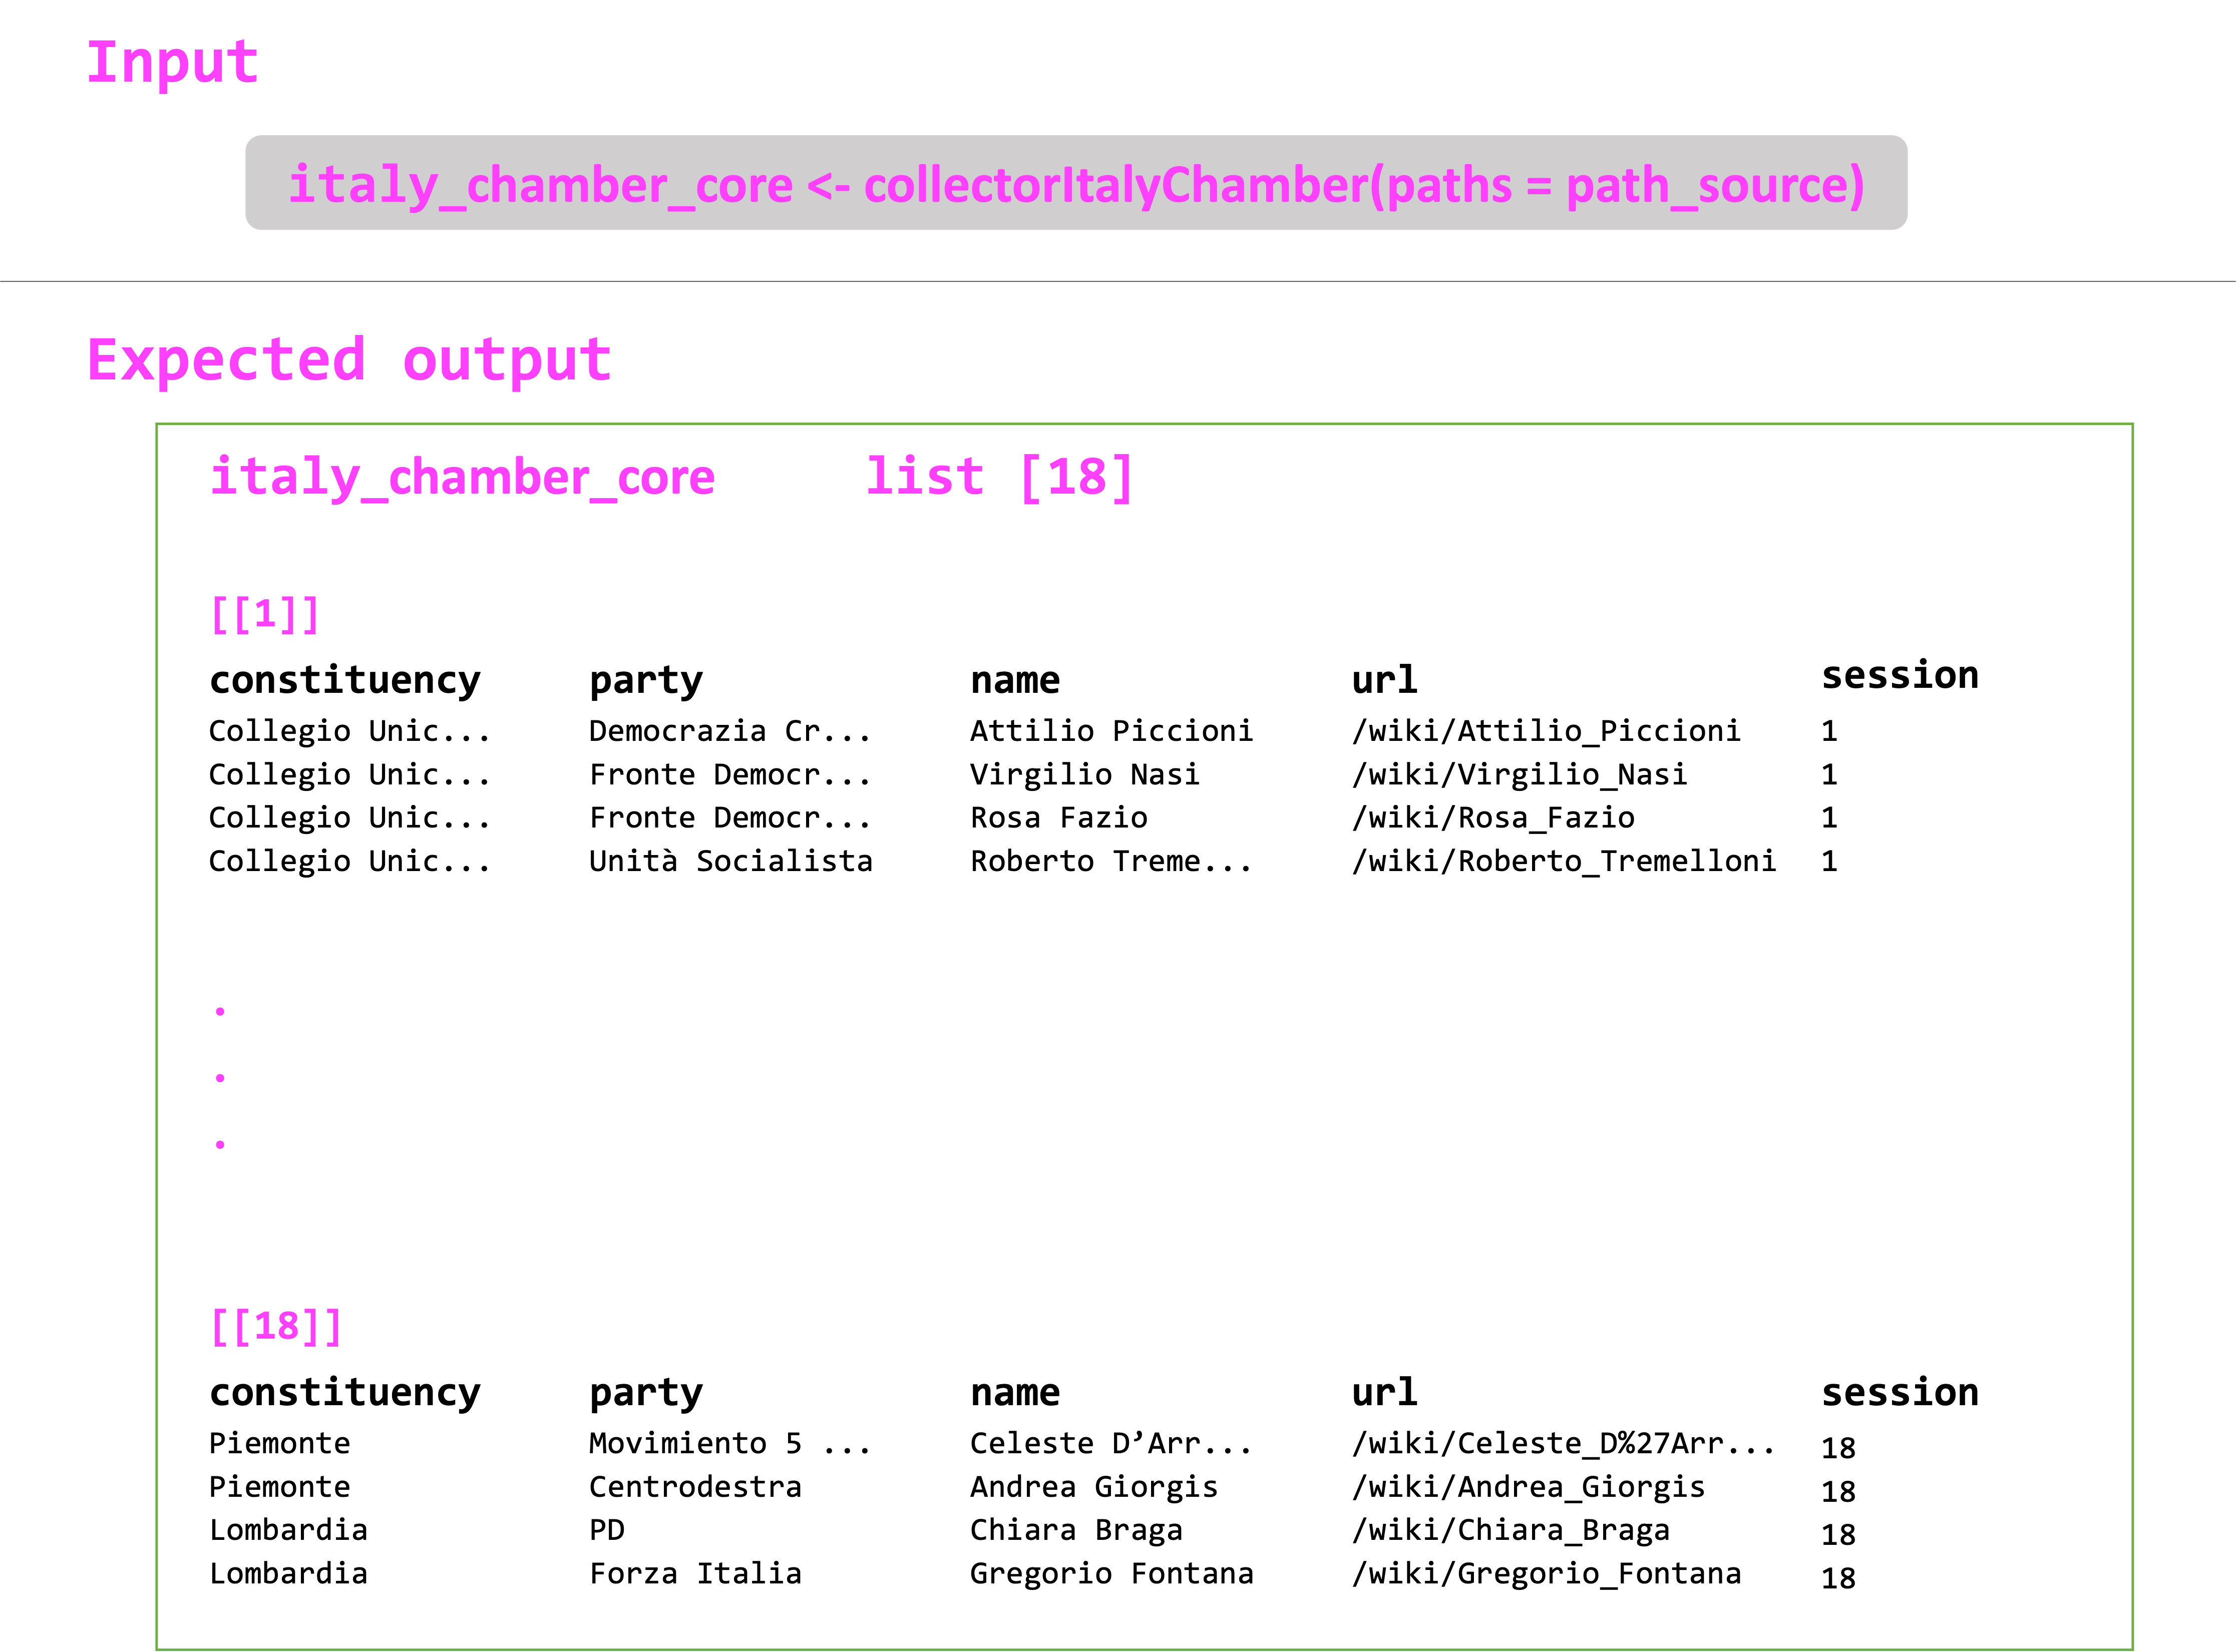 Input
italy_chamber_core <- collectorItalyChamber(paths = path_source)
Expected output
italy_chamber_core list [18]
[[1]]
constituency party name url session
Collegio Unic... Democrazia Cr... Attilio Piccioni /wiki/Attilio_Piccioni 1
Collegio Unic... Fronte Democr... Virgilio Nasi /wiki/Virgilio_Nasi 1
Collegio Unic... Fronte Democr... Rosa Fazio /wiki/Rosa_Fazio 1
Collegio Unic... Unità Socialista Roberto Treme... /wiki/Roberto_Tremelloni 1
.
.
.
[[18]]
constituency party name url session
Piemonte Movimiento 5 ... Celeste D’Arr... /wiki/Celeste_D%27Arr... 18
Piemonte Centrodestra Andrea Giorgis /wiki/Andrea_Giorgis 18
Lombardia PD Chiara Braga /wiki/Chiara_Braga 18
Lombardia Forza Italia Gregorio Fontana /wiki/Gregorio_Fontana 18